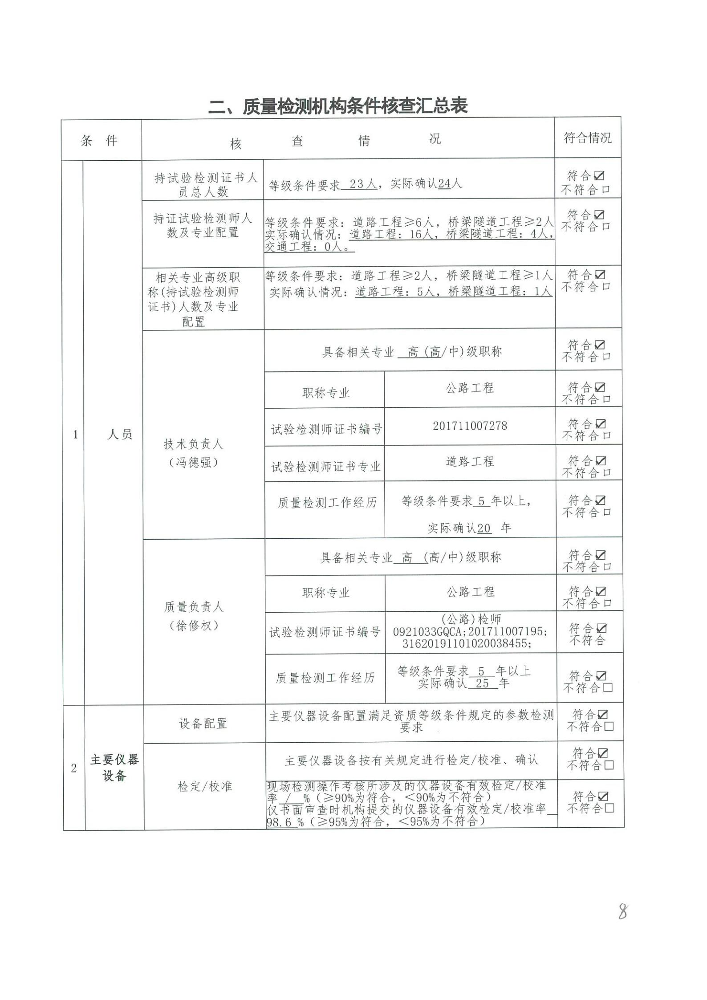 二、质量检测机构条件核查汇总表
条 件
核 查 情 况
符合情况
1
人员
持试验检测证书人
员总人数
等级条件要求 23人，实际确认24人
符合☑
不符合□
持证试验检测师人
数及专业配置
等级条件要求：道路工程≥6人，桥梁隧道工程≥2人
实际确认情况：道路工程：16人，桥梁隧道工程：4人，
交通工程：0人。
符合☑
不符合□
相关专业高级职
称(持试验检测师
证书)人数及专业
配置
等级条件要求：道路工程≥2人，桥梁隧道工程≥1人
实际确认情况：道路工程：5人，桥梁隧道工程：1人
符合☑
不符合□
技术负责人
（冯德强）
具备相关专业 高(高/中)级职称
符合☑
不符合□
职称专业
公路工程
符合☑
不符合□
试验检测师证书编号
201711007278
符合☑
不符合□
试验检测师证书专业
道路工程
符合☑
不符合□
质量检测工作经历
等级条件要求 5 年以上，
实际确认20 年
符合☑
不符合□
质量负责人
（徐修权）
具备相关专业 高 (高/中)级职称
符合☑
不符合□
职称专业
公路工程
符合☑
不符合□
试验检测师证书编号
(公路)检师
0921033GQCA;201711007195;
31620191101020038455;
符合☑
不符合
质量检测工作经历
等级条件要求 5 年以上
实际确认 25 年
符合☑
不符合□
2
主要仪器
设备
设备配置
主要仪器设备配置满足资质等级条件规定的参数检测
要求
符合☑
不符合□
检定/校准
主要仪器设备按有关规定进行检定/校准、确认
符合☑
不符合□
现场检测操作考核所涉及的仪器设备有效检定/校准
率 / %（≥90%为符合，＜90%为不符合）
仅书面审查时机构提交的仪器设备有效检定/校准率
98.6 %（≥95%为符合，＜95%为不符合）
符合☑
不符合□
8